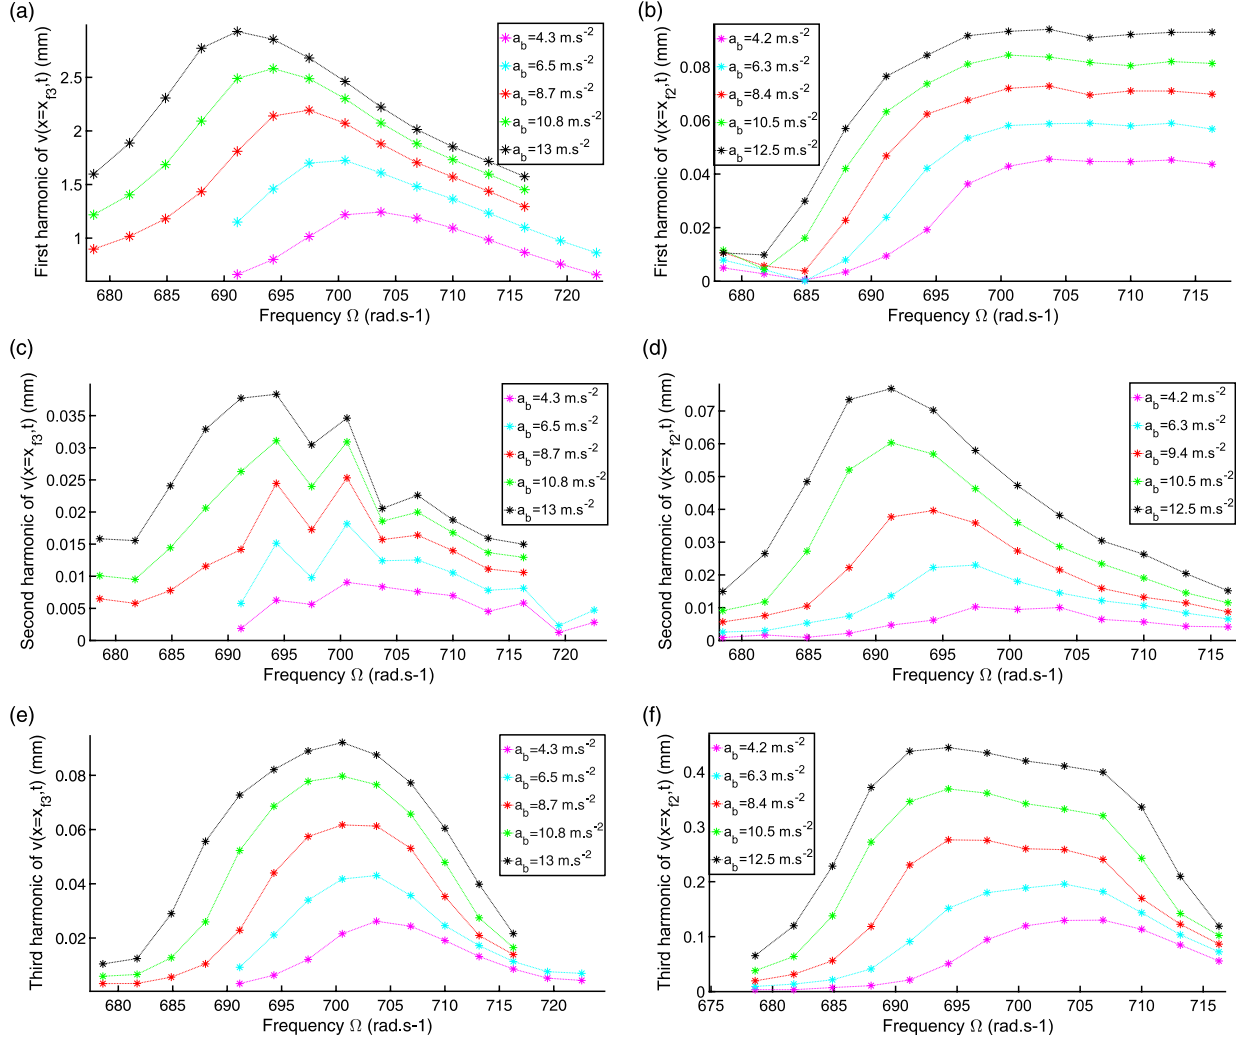 (a)
First harmonic of v(x=x_f3,t) (mm)
2.5
2
1.5
1
680 685 690 695 700 705 710 715 720
Frequency Ω (rad.s-1)
a_b=4.3 m.s^-2
a_b=6.5 m.s^-2
a_b=8.7 m.s^-2
a_b=10.8 m.s^-2
a_b=13 m.s^-2
(b)
First harmonic of v(x=x_f2,t) (mm)
0.08
0.06
0.04
0.02
0
680 685 690 695 700 705 710 715
Frequency Ω (rad.s-1)
a_b=4.2 m.s^-2
a_b=6.3 m.s^-2
a_b=8.4 m.s^-2
a_b=10.5 m.s^-2
a_b=12.5 m.s^-2
(c)
Second harmonic of v(x=x_f3,t) (mm)
0.035
0.03
0.025
0.02
0.015
0.01
0.005
0
680 685 690 695 700 705 710 715 720
Frequency Ω (rad.s-1)
a_b=4.3 m.s^-2
a_b=6.5 m.s^-2
a_b=8.7 m.s^-2
a_b=10.8 m.s^-2
a_b=13 m.s^-2
(d)
Second harmonic of v(x=x_f2,t) (mm)
0.07
0.06
0.05
0.04
0.03
0.02
0.01
0
680 685 690 695 700 705 710 715
Frequency Ω (rad.s-1)
a_b=4.2 m.s^-2
a_b=6.3 m.s^-2
a_b=9.4 m.s^-2
a_b=10.5 m.s^-2
a_b=12.5 m.s^-2
(e)
Third harmonic of v(x=x_f3,t) (mm)
0.08
0.06
0.04
0.02
680 685 690 695 700 705 710 715 720
Frequency Ω (rad.s-1)
a_b=4.3 m.s^-2
a_b=6.5 m.s^-2
a_b=8.7 m.s^-2
a_b=10.8 m.s^-2
a_b=13 m.s^-2
(f)
Third harmonic of v(x=x_f2,t) (mm)
0.4
0.3
0.2
0.1
0
675 680 685 690 695 700 705 710 715
Frequency Ω (rad.s-1)
a_b=4.2 m.s^-2
a_b=6.3 m.s^-2
a_b=8.4 m.s^-2
a_b=10.5 m.s^-2
a_b=12.5 m.s^-2